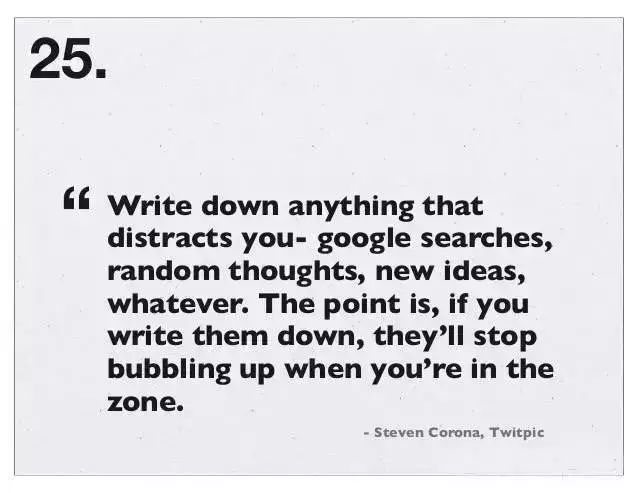 25.
“ Write down anything that
distracts you- google searches,
random thoughts, new ideas,
whatever. The point is, if you
write them down, they’ll stop
bubbling up when you’re in the
zone.
- Steven Corona, Twitpic